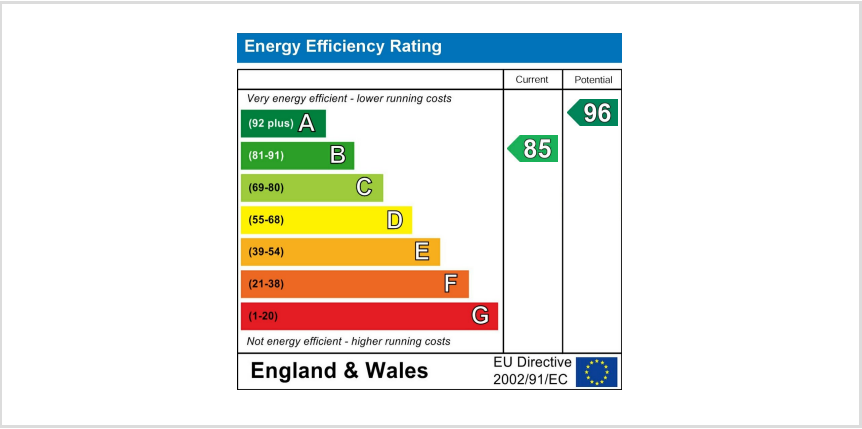 Energy Efficiency Rating
Current Potential
Very energy efficient - lower running costs
(92 plus) A
96
(81-91) B
85
(69-80) C
(55-68) D
(39-54) E
(21-38) F
(1-20) G
Not energy efficient - higher running costs
England & Wales
EU Directive
2002/91/EC